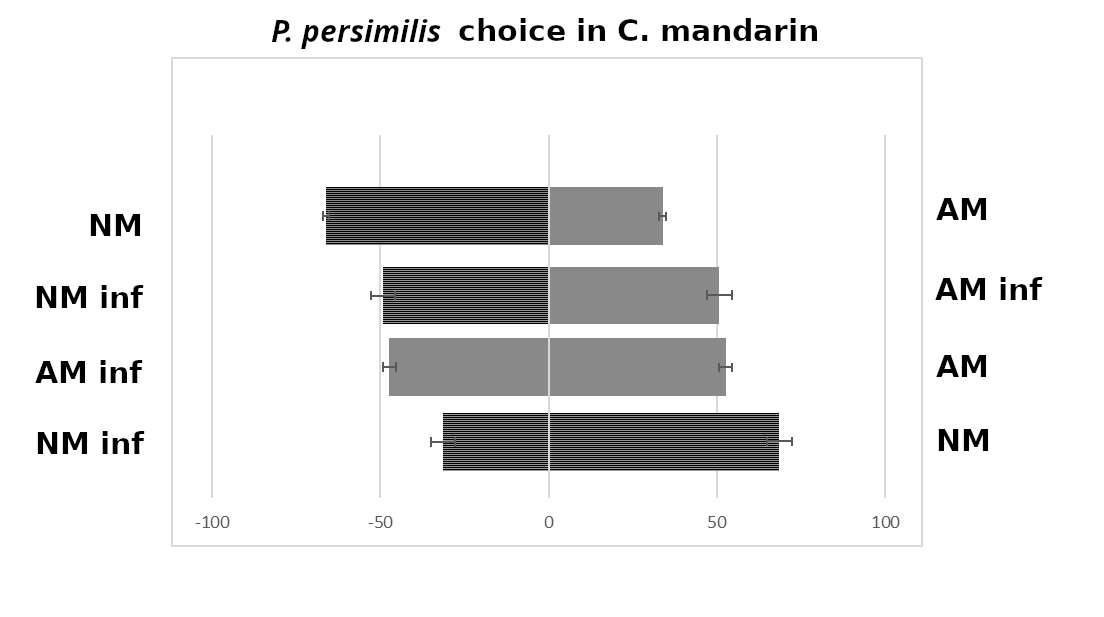 P. persimilis choice in C. mandarin
NM
AM
NM inf
AM inf
AM inf
AM
NM inf
NM
-100 -50 0 50 100